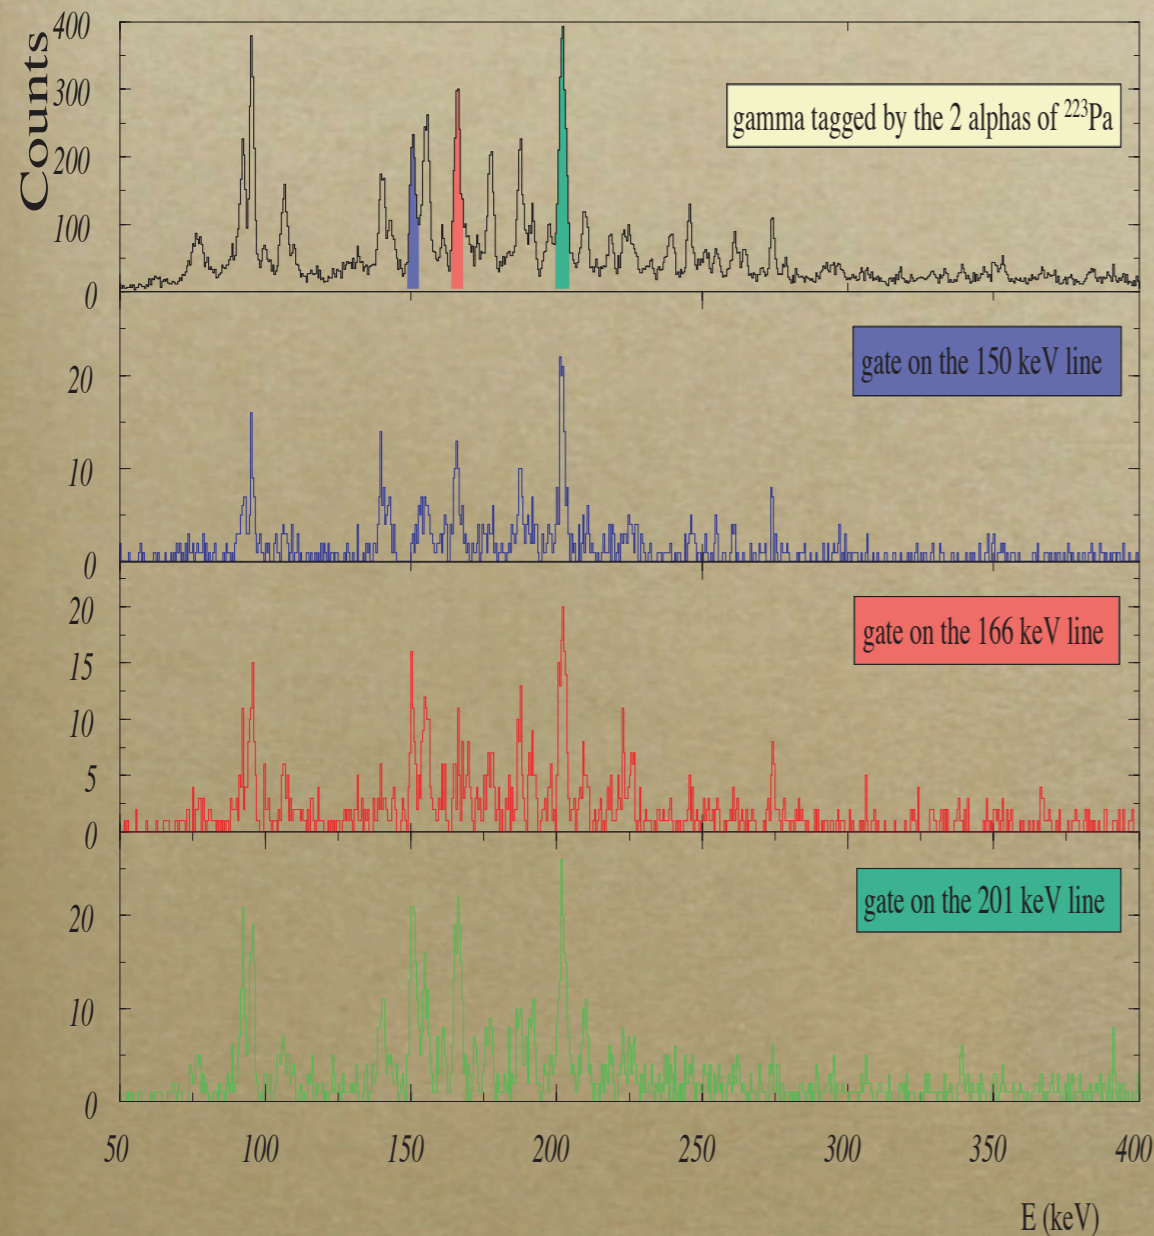 Counts
400
300
200
100
0
gamma tagged by the 2 alphas of ²²³Pa
20
10
0
gate on the 150 keV line
20
15
10
5
0
gate on the 166 keV line
20
10
0
gate on the 201 keV line
50 100 150 200 250 300 350 400
E (keV)